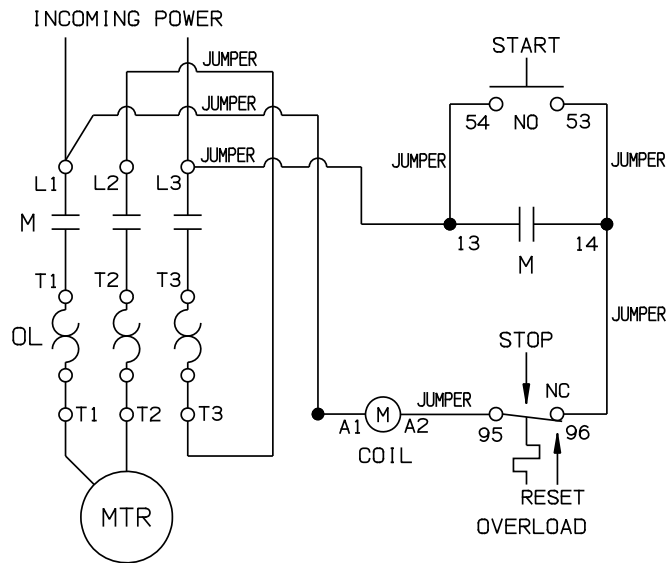 INCOMING POWER
JUMPER
START
JUMPER
54 NO 53
JUMPER
JUMPER
JUMPER
L1 L2 L3
M
13 14
M
T1 T2 T3
JUMPER
OL
STOP
NC
JUMPER
T1 T2 T3
A1 M A2
95 96
COIL
RESET
MTR
OVERLOAD